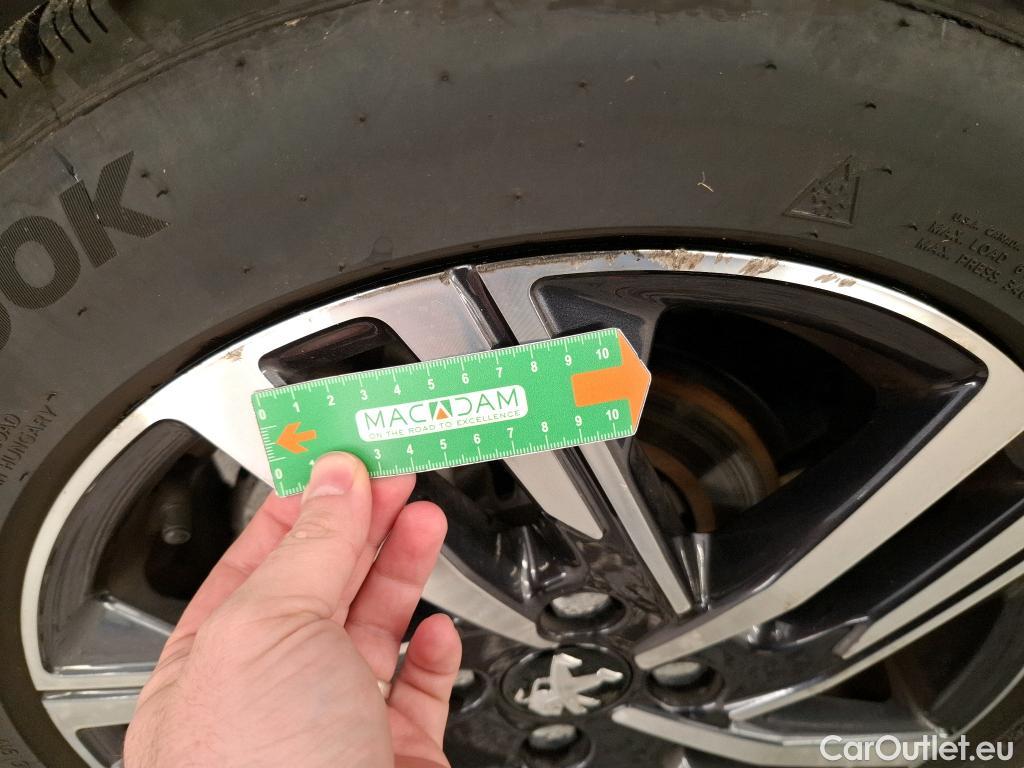 OOK
U.S.A. CANADA
MAX. LOAD
MAX. PRESS.
HUNGARY
0 1 2 3 4 5 6 7 8 9 10
MACADAM
ON THE ROAD TO EXCELLENCE
0 1 3 4 5 6 7 8 9 10
CarOutlet.eu